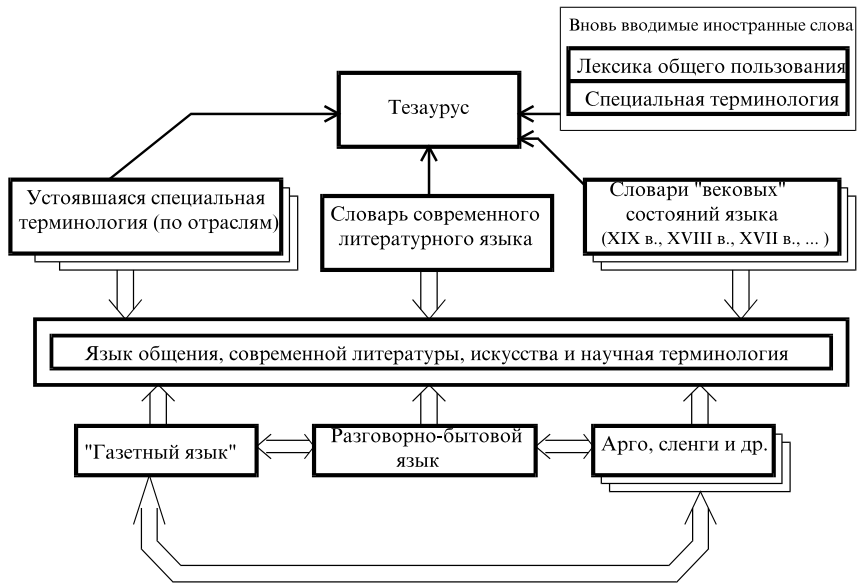 Вновь вводимые иностранные слова
Лексика общего пользования
Специальная терминология
Тезаурус
Устоявшаяся специальная
терминология (по отраслям)
Словарь современного
литературного языка
Словари "вековых"
состояний языка
(XIX в., XVIII в., XVII в., ... )
Язык общения, современной литературы, искусства и научная терминология
"Газетный язык"
Разговорно-бытовой
язык
Арго, сленги и др.